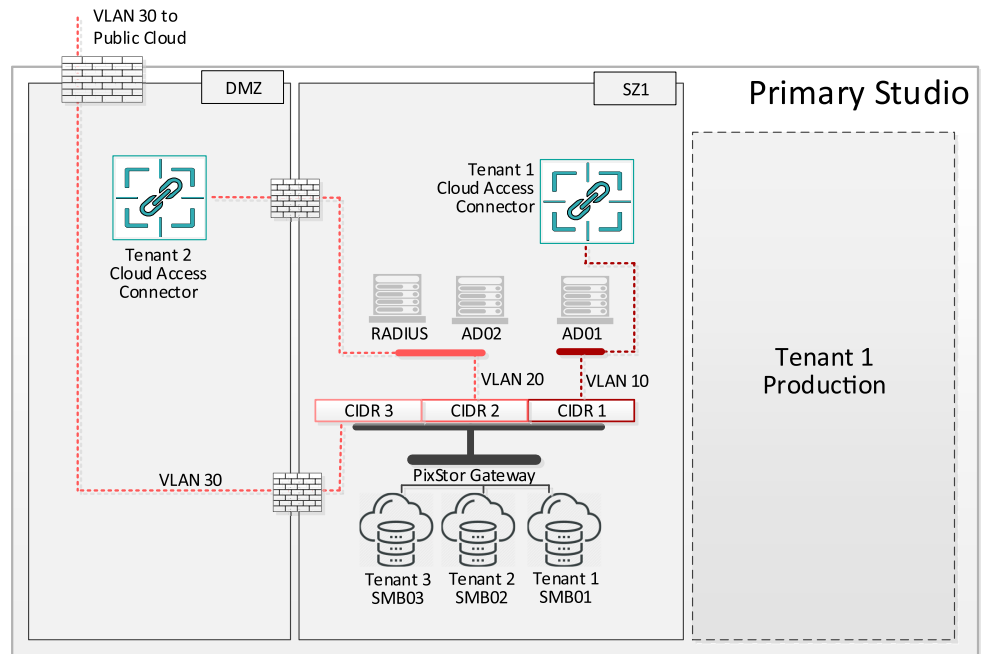 VLAN 30 to
Public Cloud
DMZ
SZ1
Primary Studio
Tenant 1
Cloud Access
Connector
Tenant 2
Cloud Access
Connector
RADIUS
AD02
AD01
Tenant 1
Production
VLAN 20
VLAN 10
CIDR 3
CIDR 2
CIDR 1
PixStor Gateway
VLAN 30
Tenant 3
SMB03
Tenant 2
SMB02
Tenant 1
SMB01